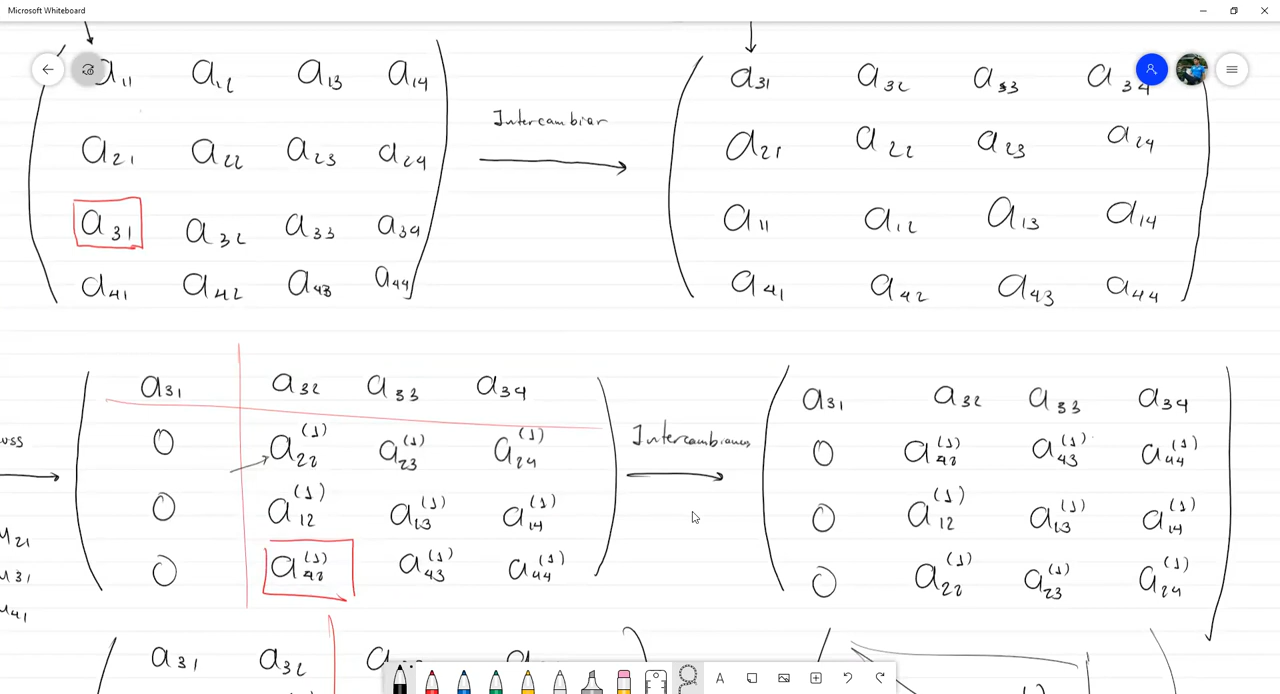 Microsoft Whiteboard
a11 a12 a13 a14
a21 a22 a23 a24
a31 a32 a33 a34
a41 a42 a43 a44
Intercambiar
a31 a32 a33 a34
a21 a22 a23 a24
a11 a12 a13 a14
a41 a42 a43 a44
uss
21
31
41
a31 a32 a33 a34
0 a22(1) a23(1) a24(1)
0 a12(1) a13(1) a14(1)
0 a42(1) a43(1) a44(1)
Intercambiamos
a31 a32 a33 a34
0 a42(1) a43(1) a44(1)
0 a12(1) a13(1) a14(1)
0 a22(1) a23(1) a24(1)
a31 a32
A